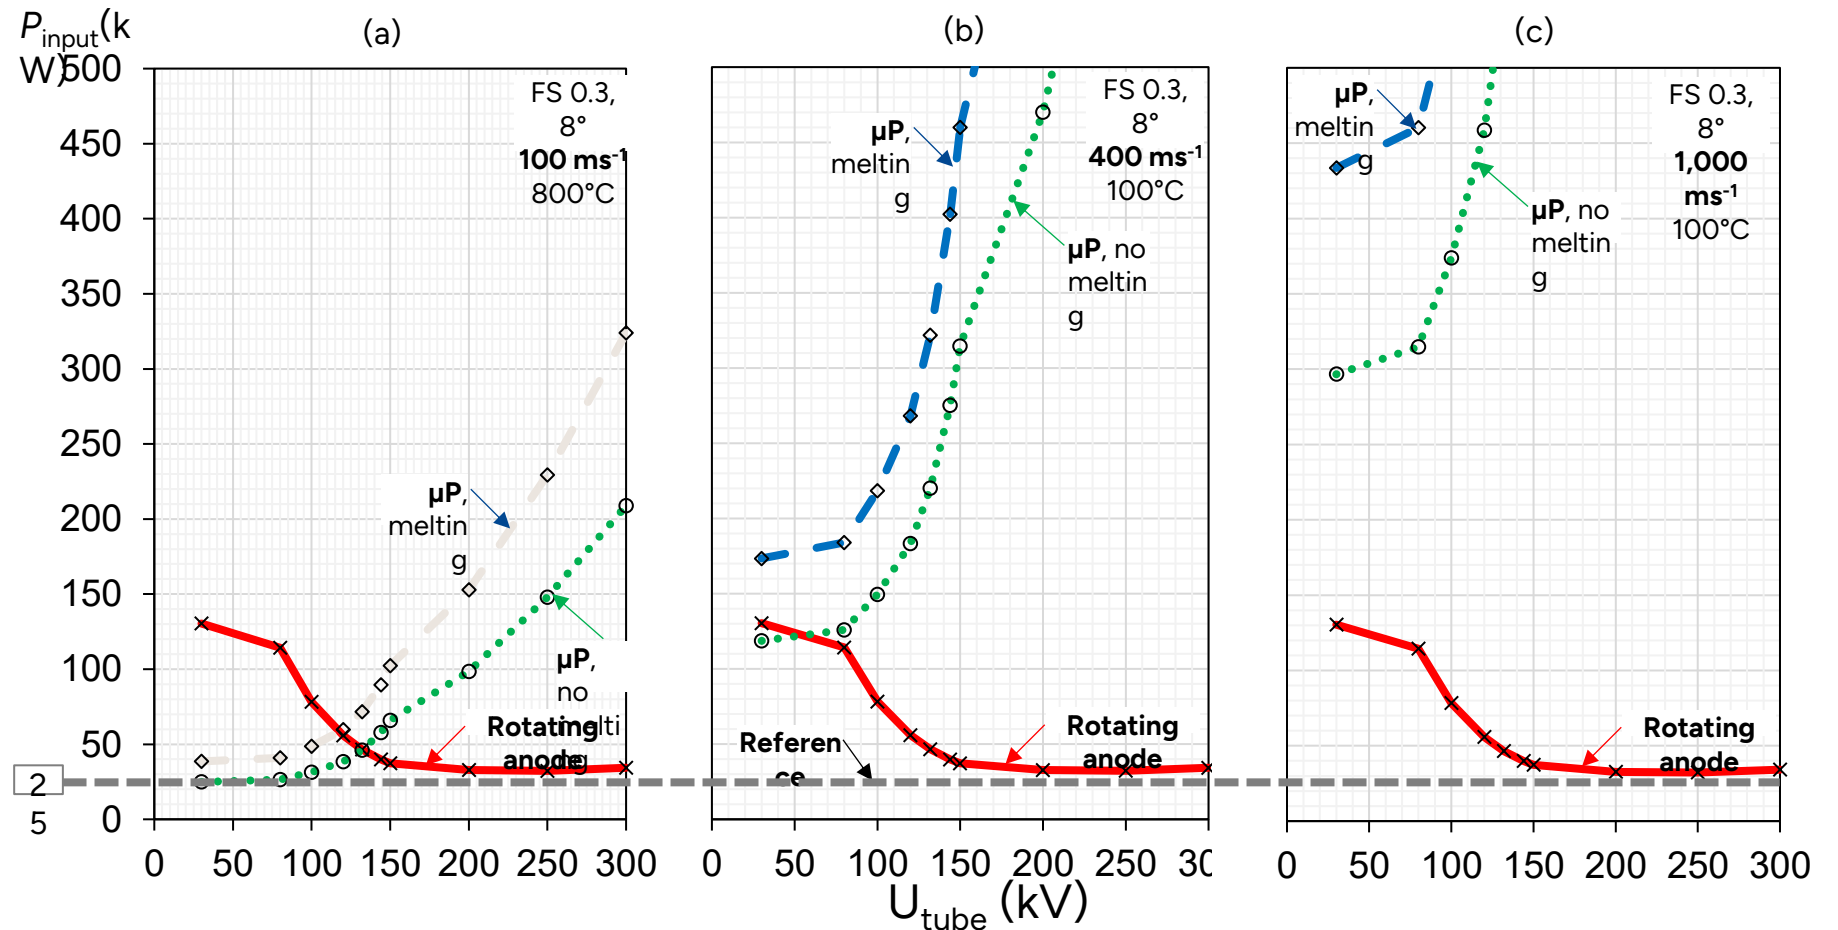 P_input(k
W)
(a)
(b)
(c)
500
450
400
350
300
250
200
150
100
50
0
2
5
FS 0.3,
8°
100 ms⁻¹
800°C
µP,
meltin
g
µP,
no
melti
Rotating
anode
0 50 100 150 200 250 300
FS 0.3,
8°
400 ms⁻¹
100°C
µP,
meltin
g
µP, no
meltin
g
Referen
ce
Rotating
anode
0 50 100 150 200 250 30
U_tube (kV)
FS 0.3,
8°
1,000
ms⁻¹
100°C
µP,
meltin
g
µP, no
meltin
g
Rotating
anode
0 50 100 150 200 250 300